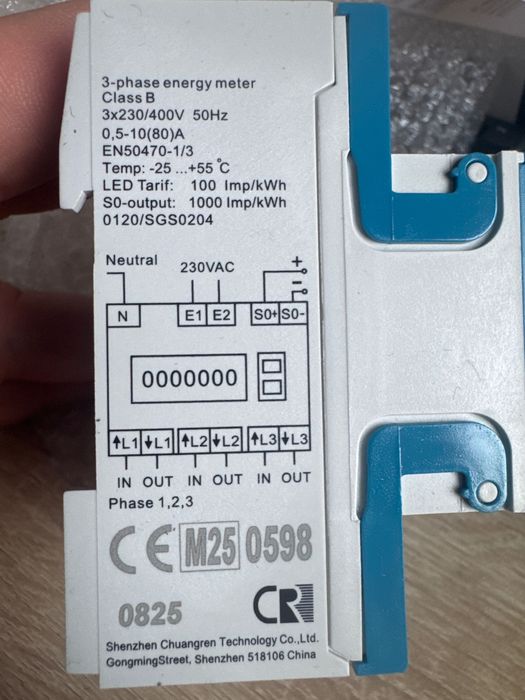 3-phase energy meter
Class B
3x230/400V 50Hz
0,5-10(80)A
EN50470-1/3
Temp: -25 ...+55 °C
LED Tarif: 100 Imp/kWh
S0-output: 1000 Imp/kWh
0120/SGS0204
Neutral 230VAC + -
N E1 E2 S0+ S0-
0000000
↑L1 ↓L1 ↑L2 ↓L2 ↑L3 ↓L3
IN OUT IN OUT IN OUT
Phase 1,2,3
CE M25 0598
0825 CR
Shenzhen Chuangren Technology Co.,Ltd.
GongmingStreet, Shenzhen 518106 China